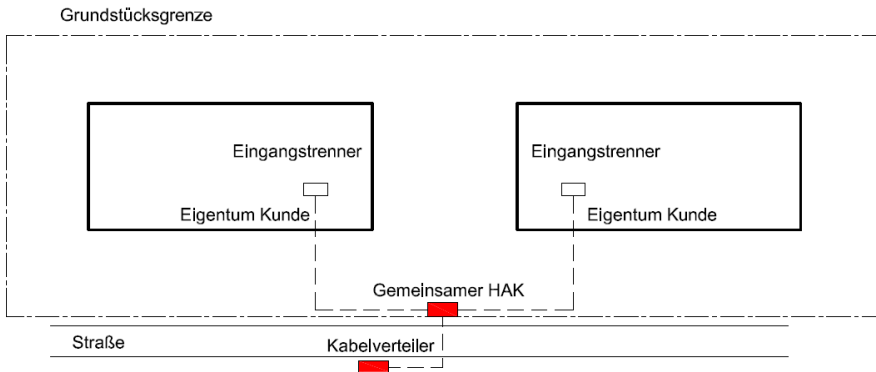 Grundstücksgrenze
Eingangstrenner
Eingangstrenner
Eigentum Kunde
Eigentum Kunde
Gemeinsamer HAK
Straße
Kabelverteiler